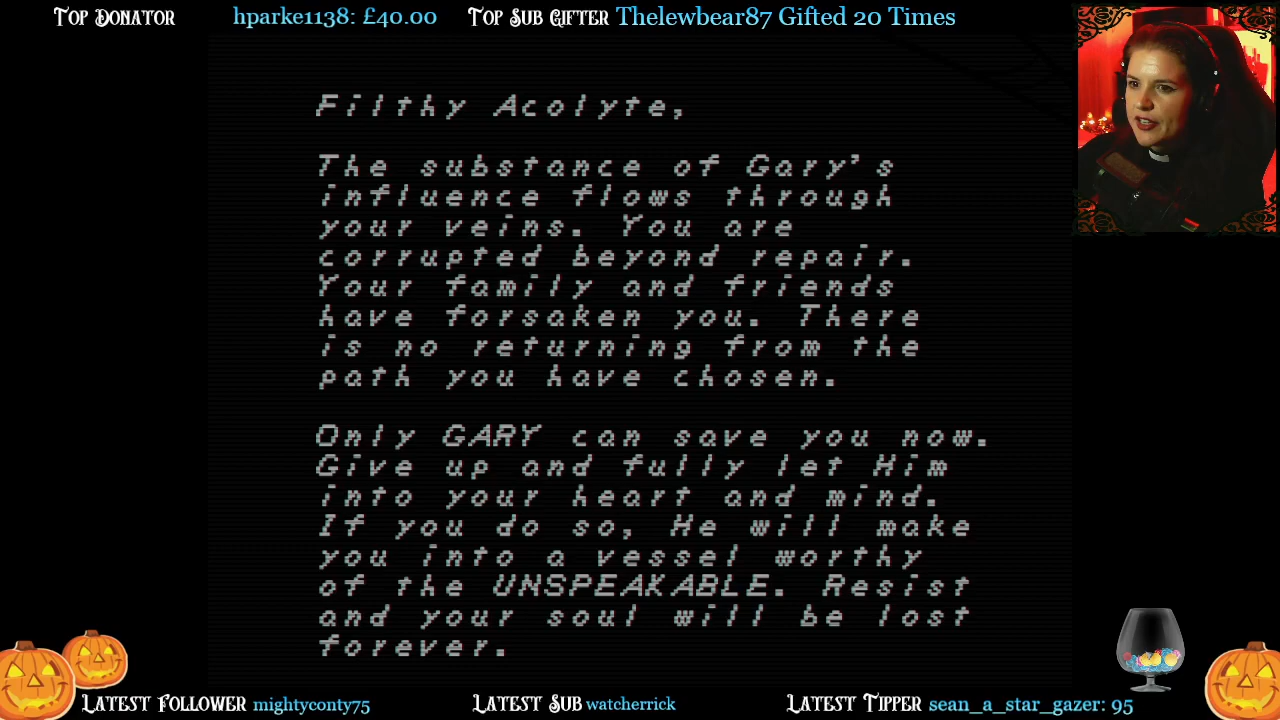 Top Donator hparke1138: £40.00 Top Sub Gifter Thelewbear87 Gifted 20 Times
Filthy Acolyte,
The substance of Gary's
influence flows through
your veins. You are
corrupted beyond repair.
Your family and friends
have forsaken you. There
is no returning from the
path you have chosen.
Only GARY can save you now.
Give up and fully let Him
into your heart and mind.
If you do so, He will make
you into a vessel worthy
of the UNSPEAKABLE. Resist
and your soul will be lost
forever.
Latest Follower mightyconty75 Latest Sub watcherrick Latest Tipper sean_a_star_gazer: 95